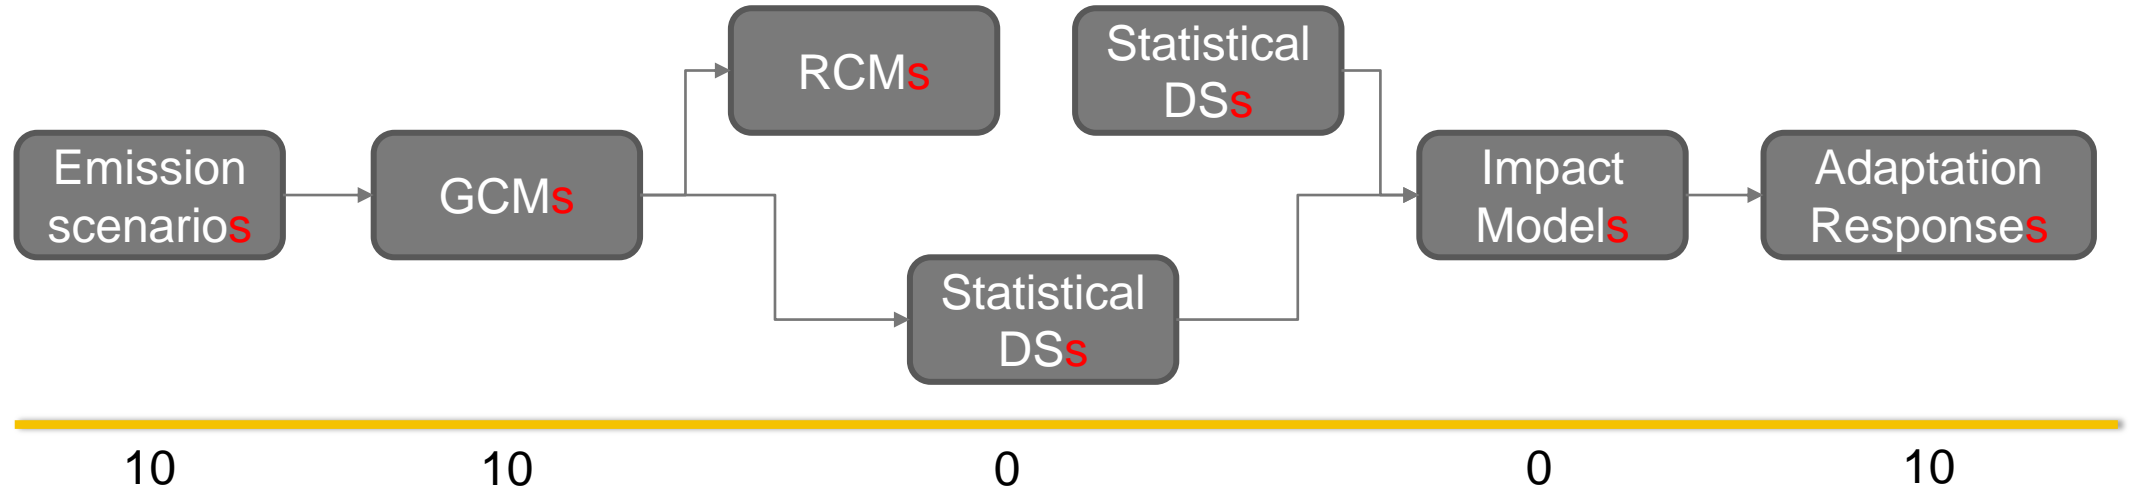 Emission
scenarios
GCMs
RCMs
Statistical
DSs
Statistical
DSs
Impact
Models
Adaptation
Responses
10
10
0
0
10